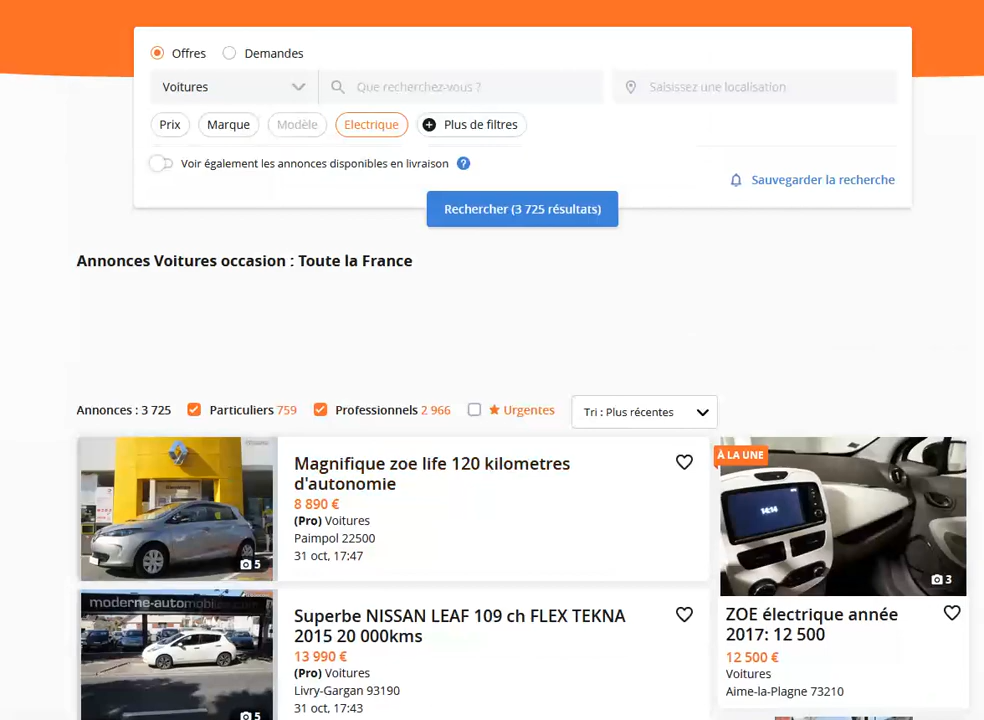 Offres Demandes
Voitures Que recherchez-vous ? Saisissez une localisation
Prix Marque Modèle Electrique Plus de filtres
Voir également les annonces disponibles en livraison ?
Sauvegarder la recherche
Rechercher (3 725 résultats)
Annonces Voitures occasion : Toute la France
Annonces : 3 725 Particuliers 759 Professionnels 2 966 Urgentes Tri : Plus récentes
Magnifique zoe life 120 kilometres
d'autonomie
8 890 €
(Pro) Voitures
Paimpol 22500
31 oct, 17:47
5
À LA UNE
14:14
3
ZOE électrique année
2017: 12 500
12 500 €
Voitures
Aime-la-Plagne 73210
moderne-automobiles
Superbe NISSAN LEAF 109 ch FLEX TEKNA
2015 20 000kms
13 990 €
(Pro) Voitures
Livry-Gargan 93190
31 oct, 17:43
5